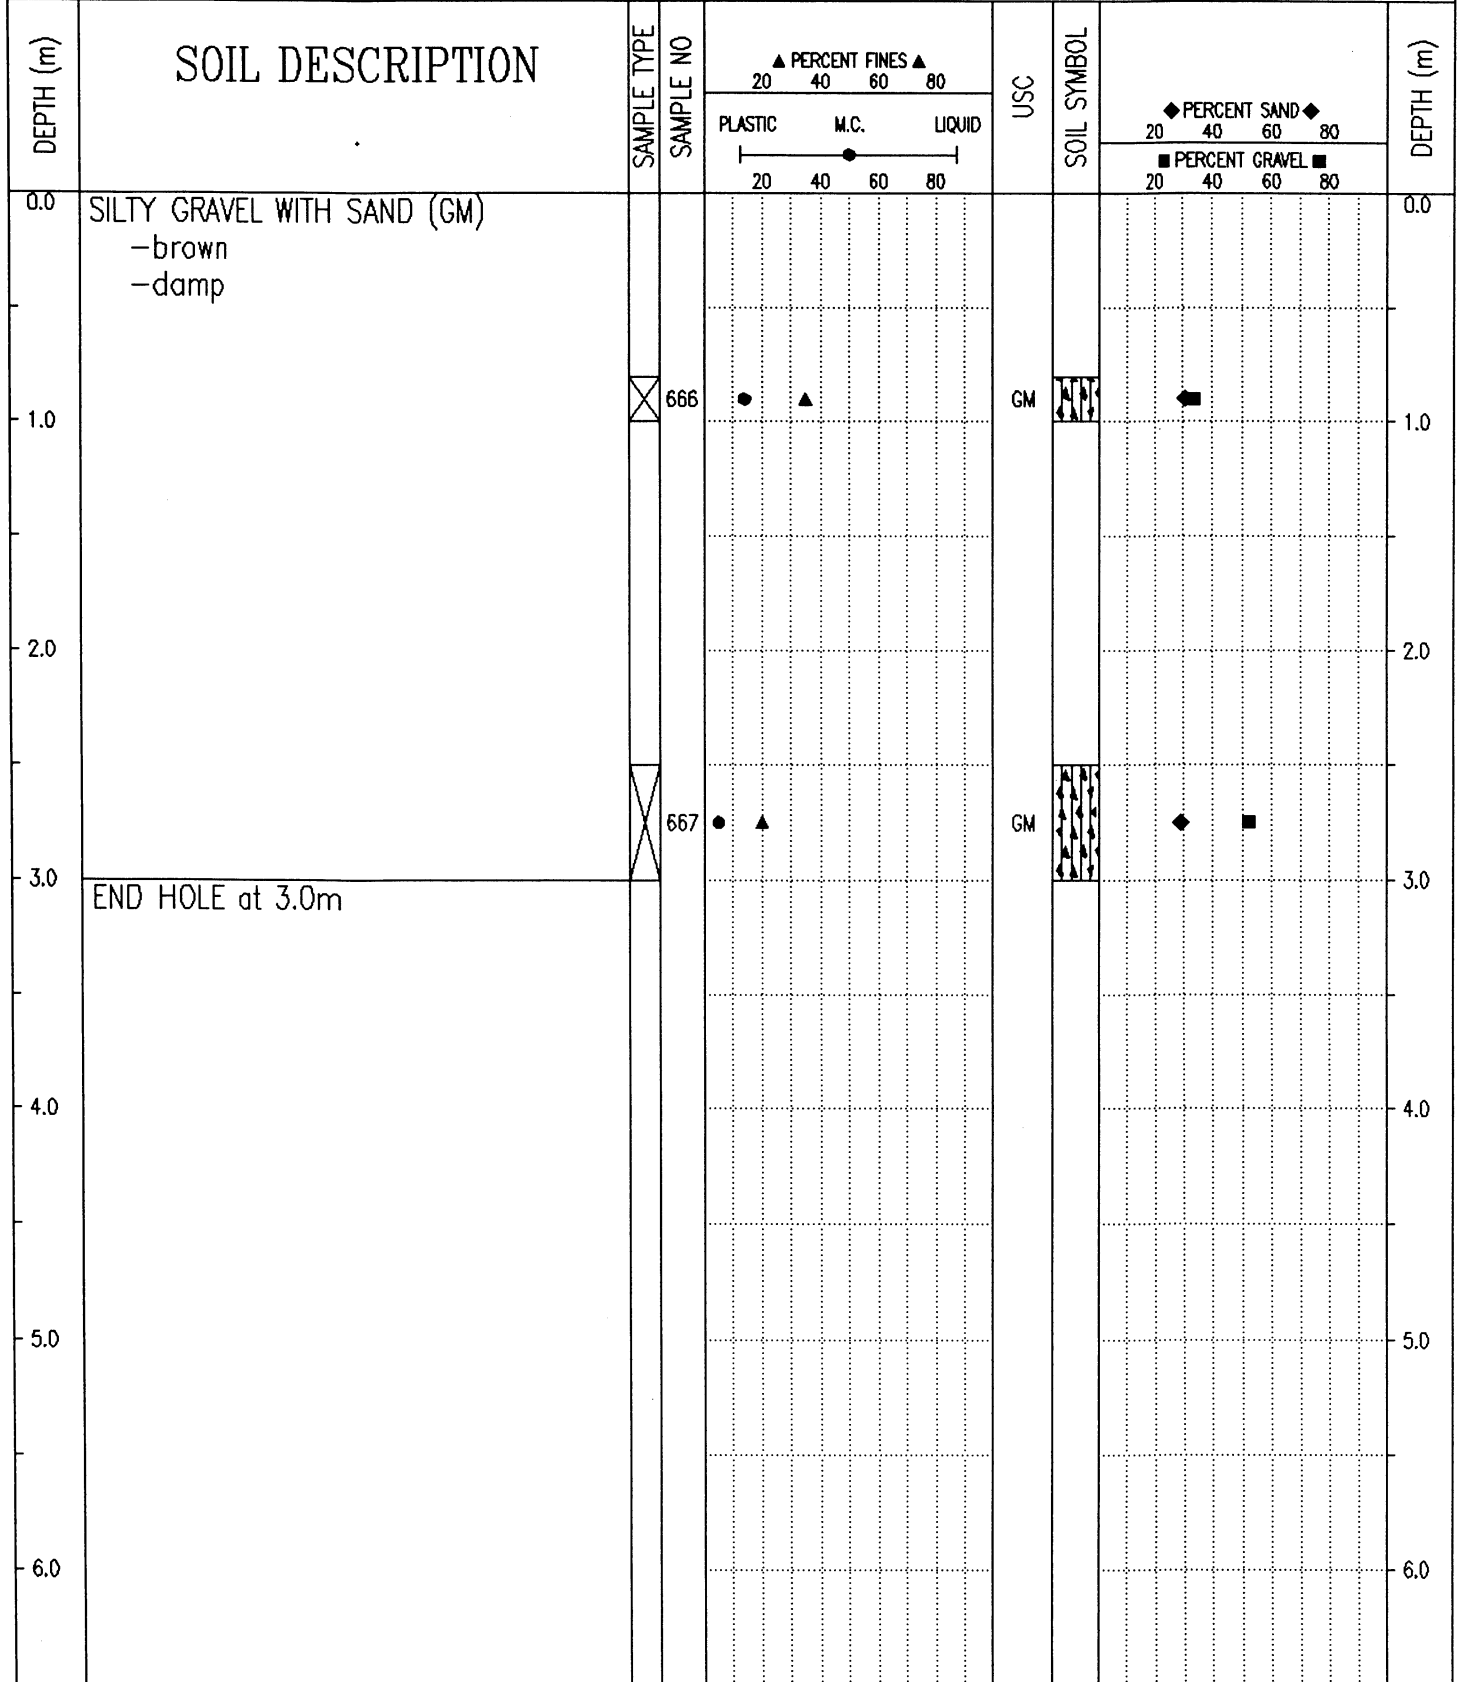 DEPTH (m)
SOIL DESCRIPTION
SAMPLE TYPE
SAMPLE NO
▲ PERCENT FINES ▲
20 40 60 80
PLASTIC M.C. LIQUID
20 40 60 80
USC
SOIL SYMBOL
◆ PERCENT SAND ◆
20 40 60 80
■ PERCENT GRAVEL ■
20 40 60 80
DEPTH (m)
0.0 SILTY GRAVEL WITH SAND (GM) 0.0
-brown
-damp
666 GM
1.0 1.0
2.0 2.0
667 GM
3.0 3.0
END HOLE at 3.0m
4.0 4.0
5.0 5.0
6.0 6.0